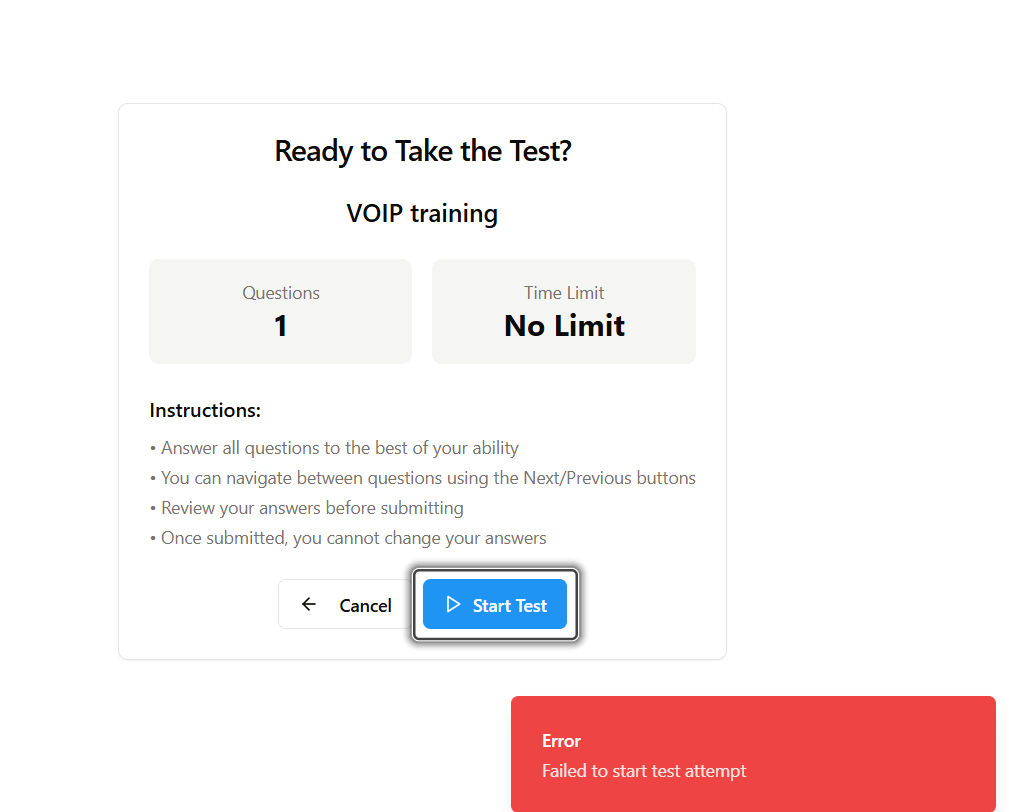 Ready to Take the Test?
VOIP training
Questions
1
Time Limit
No Limit
Instructions:
• Answer all questions to the best of your ability
• You can navigate between questions using the Next/Previous buttons
• Review your answers before submitting
• Once submitted, you cannot change your answers
Cancel
Start Test
Error
Failed to start test attempt